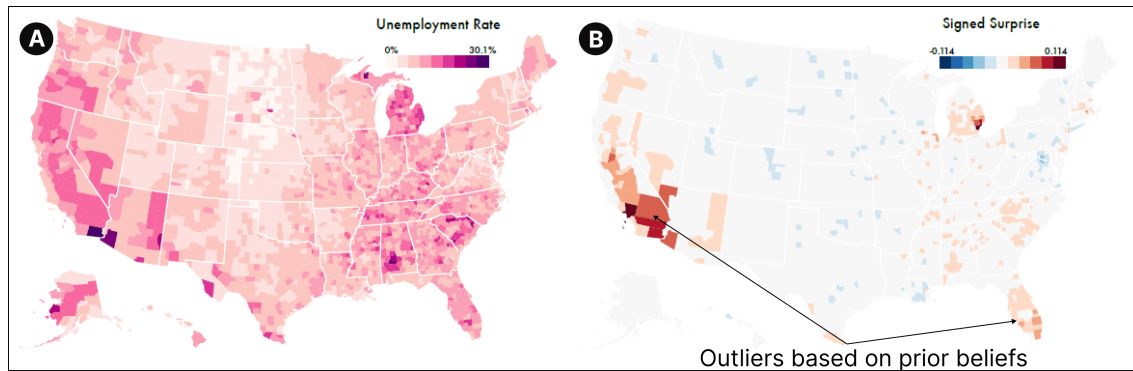 A
Unemployment Rate
0%
30.1%
B
Signed Surprise
-0.114
0.114
Outliers based on prior beliefs